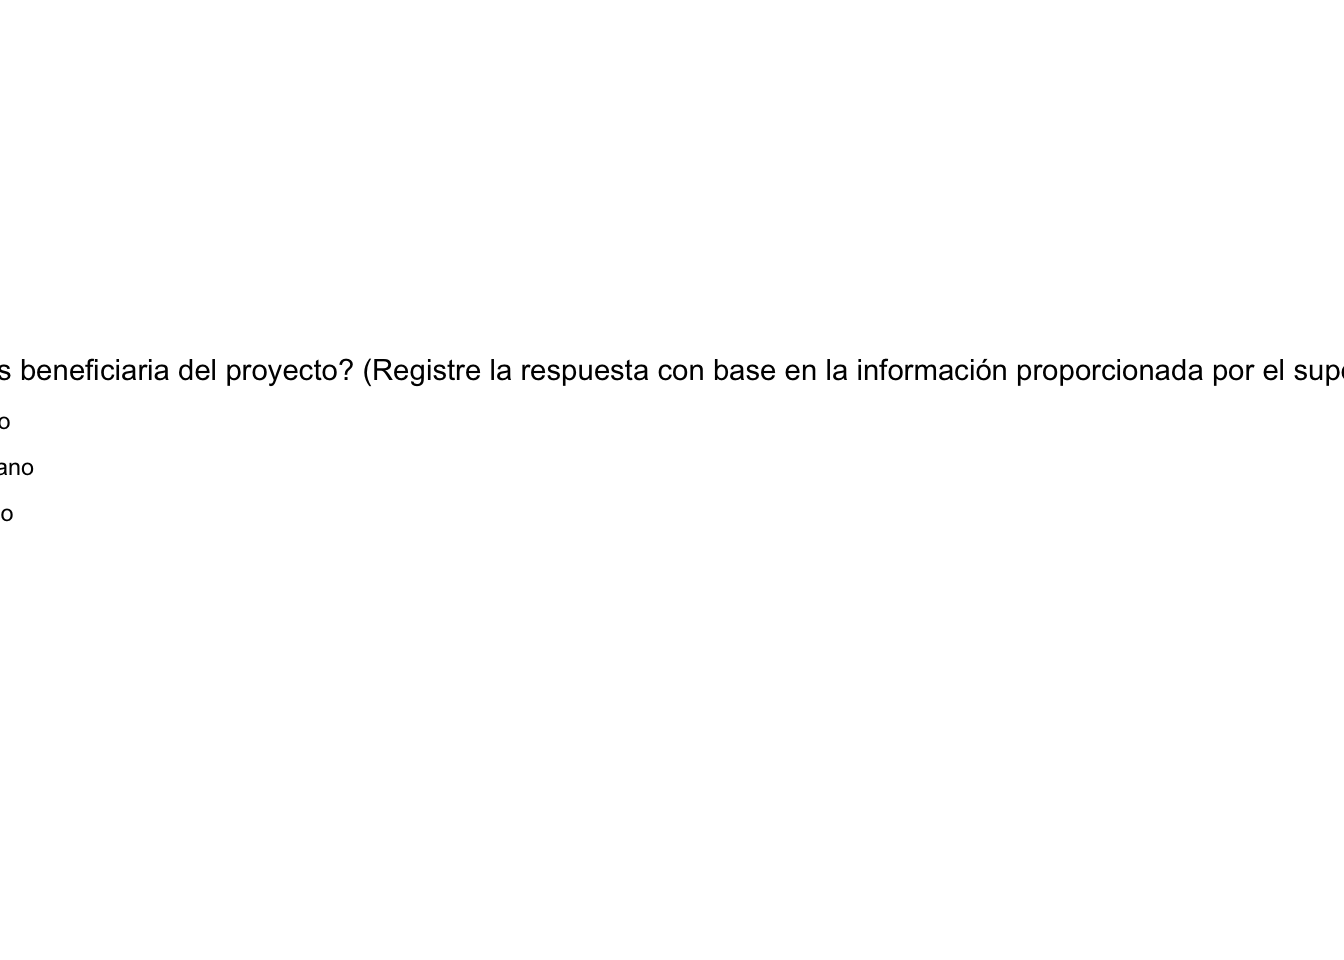 s beneficiaria del proyecto? (Registre la respuesta con base en la información proporcionada por el supe
o
ano
o